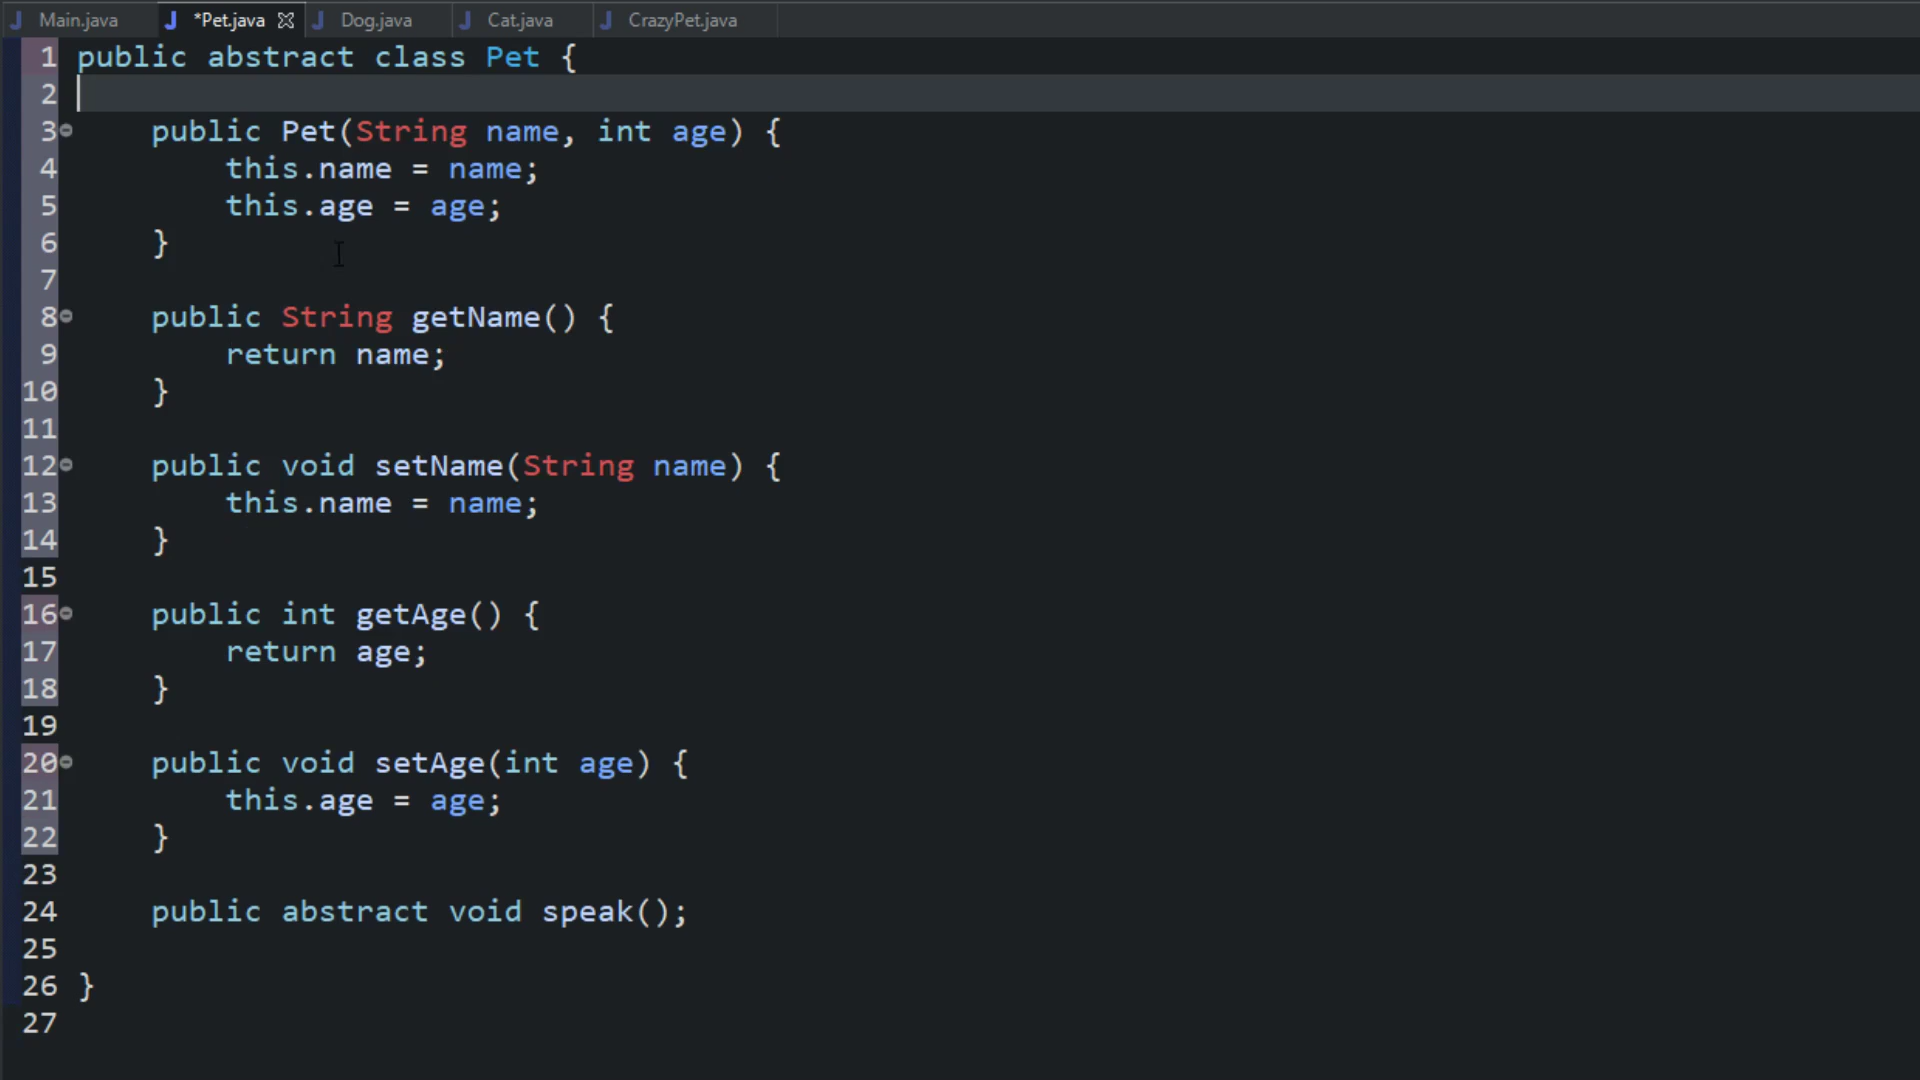 Main.java *Pet.java Dog.java Cat.java CrazyPet.java
1 public abstract class Pet {
2
3 public Pet(String name, int age) {
4 this.name = name;
5 this.age = age;
6 }
7
8 public String getName() {
9 return name;
10 }
11
12 public void setName(String name) {
13 this.name = name;
14 }
15
16 public int getAge() {
17 return age;
18 }
19
20 public void setAge(int age) {
21 this.age = age;
22 }
23
24 public abstract void speak();
25
26 }
27